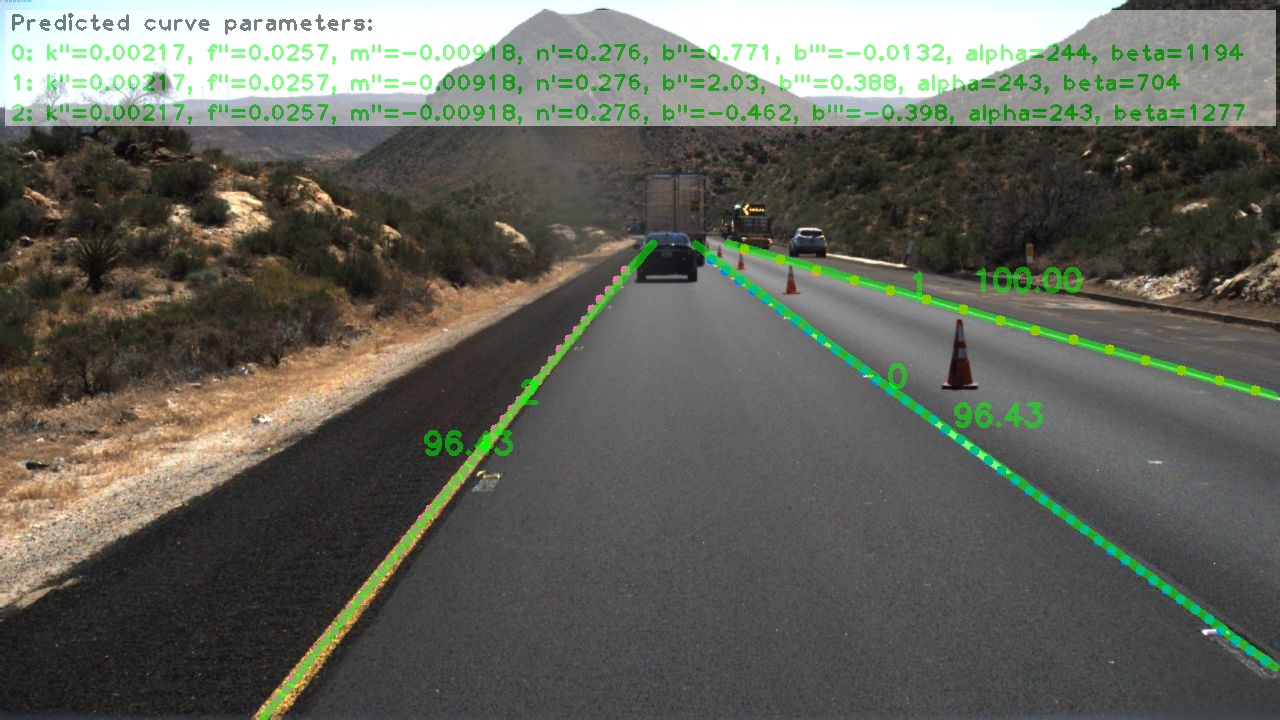 Predicted curve parameters:
0: k''=0.00217, f''=0.0257, m''=-0.00918, n'=0.276, b''=0.771, b'''=-0.0132, alpha=244, beta=1194
1: k''=0.00217, f''=0.0257, m''=-0.00918, n'=0.276, b''=2.03, b'''=0.388, alpha=243, beta=704
2: k''=0.00217, f''=0.0257, m''=-0.00918, n'=0.276, b''=-0.462, b'''=-0.398, alpha=243, beta=1277
1 100.00
0
2
96.43
96.43